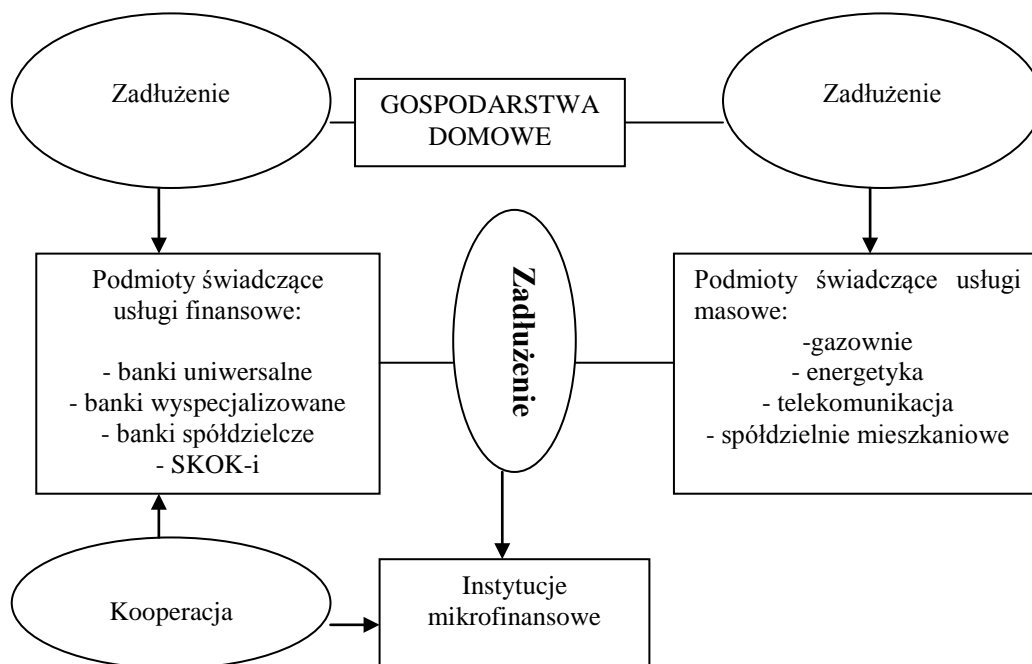 Zadłużenie
GOSPODARSTWA
DOMOWE
Zadłużenie
Podmioty świadczące
usługi finansowe:
- banki uniwersalne
- banki wyspecjalizowane
- banki spółdzielcze
- SKOK-i
Zadłużenie
Podmioty świadczące usługi
masowe:
-gazownie
- energetyka
- telekomunikacja
- spółdzielnie mieszkaniowe
Kooperacja
Instytucje
mikrofinansowe